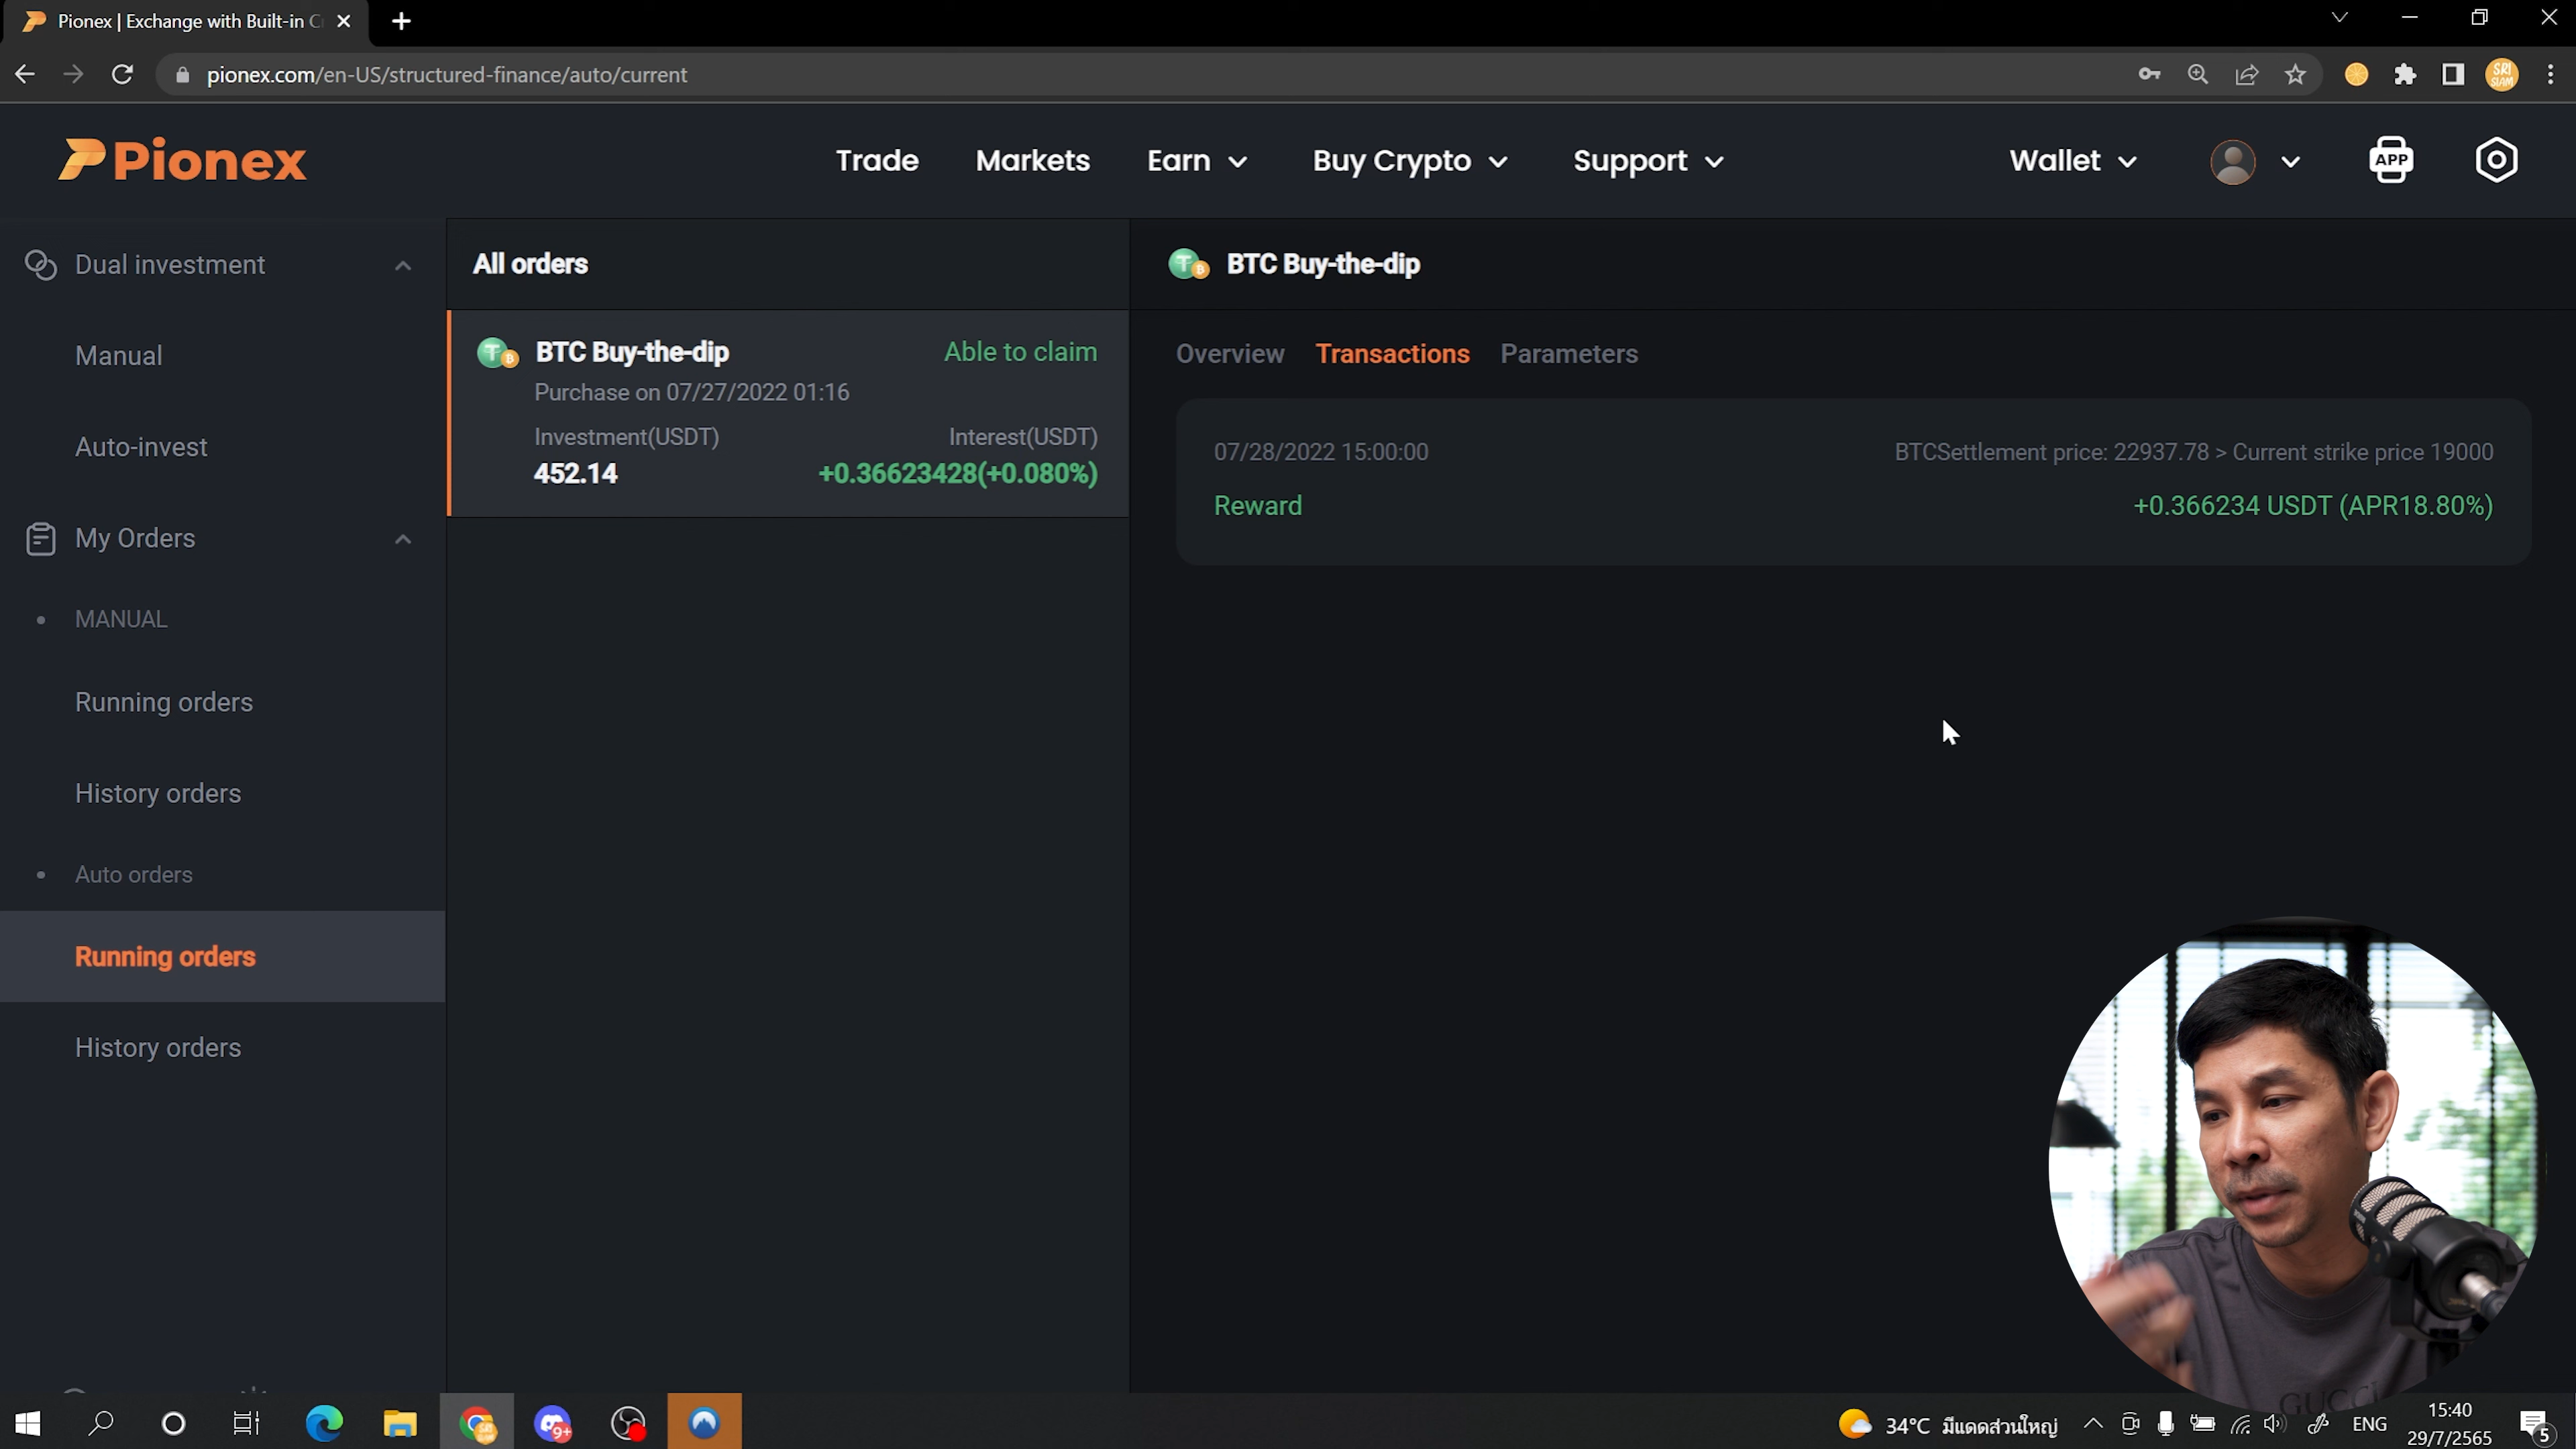 Pionex | Exchange with Built-in C
pionex.com/en-US/structured-finance/auto/current
SRI
SIAM
Pionex
Trade
Markets
Earn
Buy Crypto
Support
Wallet
APP
Dual investment
Manual
Auto-invest
My Orders
MANUAL
Running orders
History orders
Auto orders
Running orders
History orders
All orders
BTC Buy-the-dip
Able to claim
Purchase on 07/27/2022 01:16
Investment(USDT)
Interest(USDT)
452.14
+0.36623428(+0.080%)
BTC Buy-the-dip
Overview
Transactions
Parameters
07/28/2022 15:00:00
BTCSettlement price: 22937.78 > Current strike price 19000
Reward
+0.366234 USDT (APR18.80%)
GUCCI
9+
34°C มีแดดส่วนใหญ่
ENG
15:40
29/7/2565
5